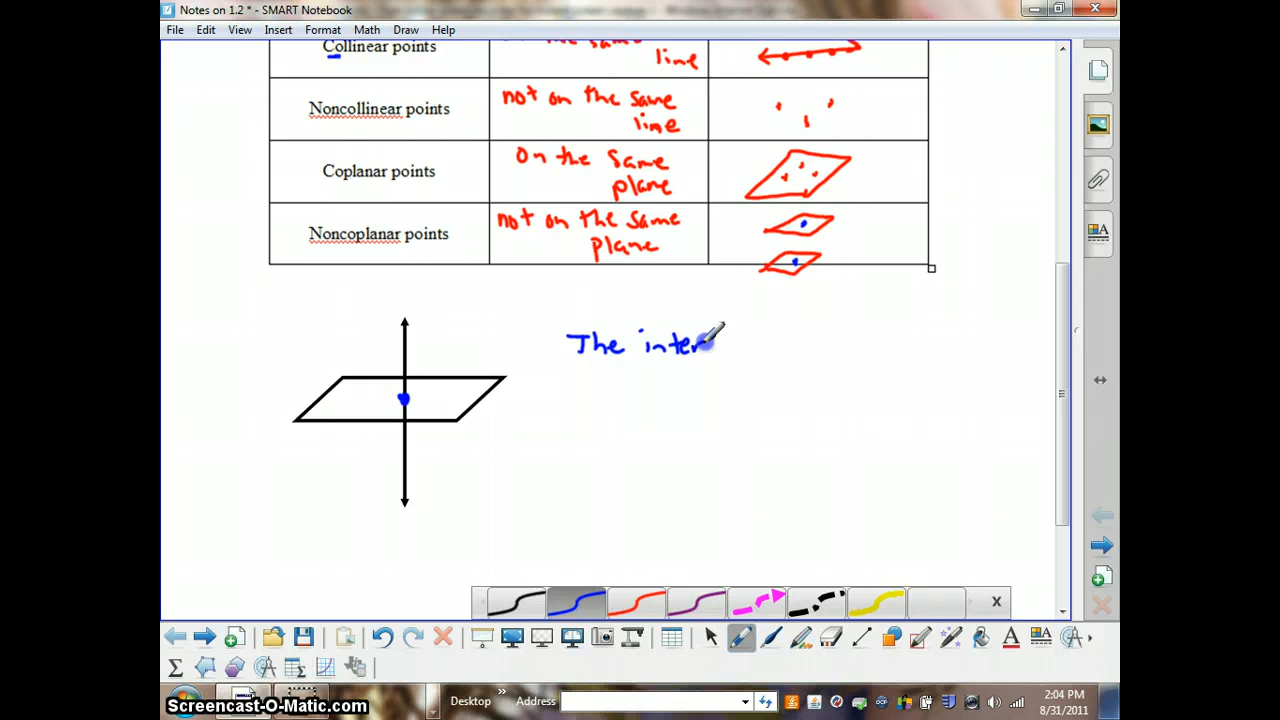 Notes on 1.2 * - SMART Notebook
File Edit View Insert Format Math Draw Help
Collinear points
line
Noncollinear points
not on the same
line
Coplanar points
on the same
plane
Noncoplanar points
not on the same
plane
The inter
Desktop
Address
2:04 PM
8/31/2011
Screencast-O-Matic.com